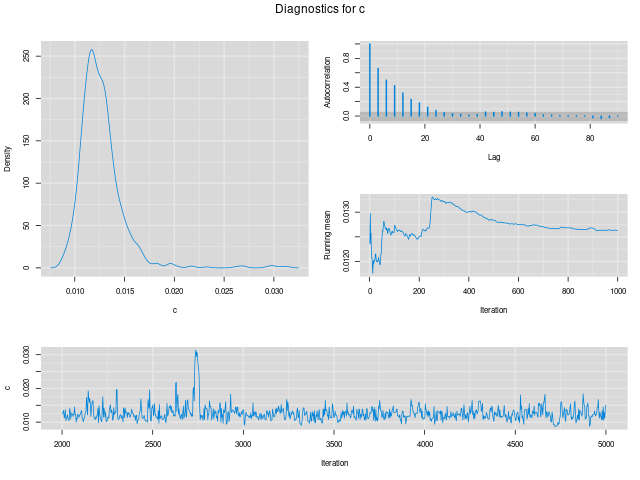 Diagnostics for c
Density
0 50 100 150 200 250
0.010 0.015 0.020 0.025 0.030
c
Autocorrelation
0.0 0.4 0.8
0 20 40 60 80
Lag
Running mean
0.0120 0.0130
0 200 400 600 800 1000
Iteration
c
0.010 0.020 0.030
2000 2500 3000 3500 4000 4500 5000
Iteration